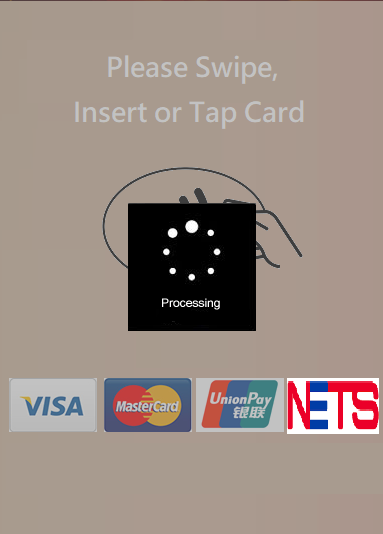 Please Swipe,
Insert or Tap Card
Processing
VISA
MasterCard
UnionPay
银联
NETS